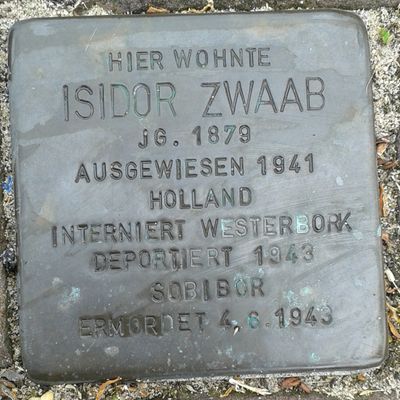 HIER WOHNTE
ISIDOR ZWAAB
JG. 1879
AUSGEWIESEN 1941
HOLLAND
INTERNIERT WESTERBORK
DEPORTIERT 1943
SOBIBOR
ERMORDET 4.6.1943